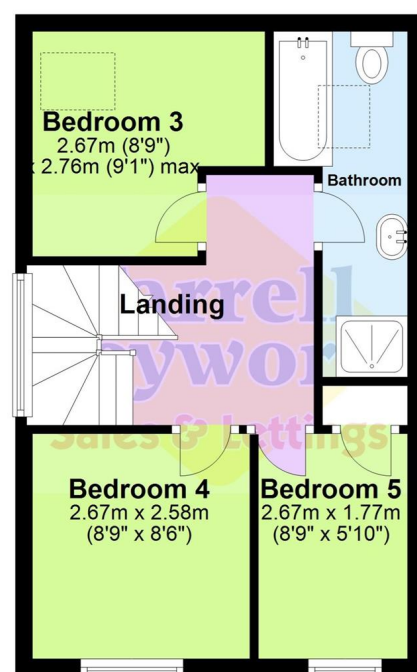 Bedroom 3
2.67m (8'9")
x 2.76m (9'1") max
Bathroom
Landing
Sales & Lettings
Bedroom 4
2.67m x 2.58m
(8'9" x 8'6")
Bedroom 5
2.67m x 1.77m
(8'9" x 5'10")